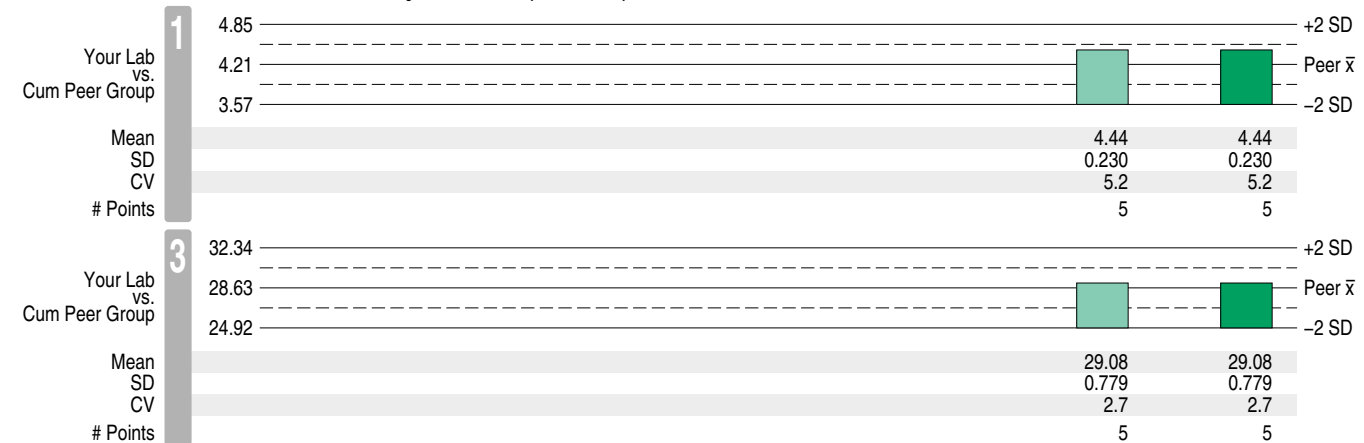 1
4.85
+2 SD
Your Lab
vs.
Cum Peer Group
4.21
Peer x̄
3.57
−2 SD
Mean 4.44 4.44
SD 0.230 0.230
CV 5.2 5.2
# Points 5 5
3
32.34
+2 SD
Your Lab
vs.
Cum Peer Group
28.63
Peer x̄
24.92
−2 SD
Mean 29.08 29.08
SD 0.779 0.779
CV 2.7 2.7
# Points 5 5